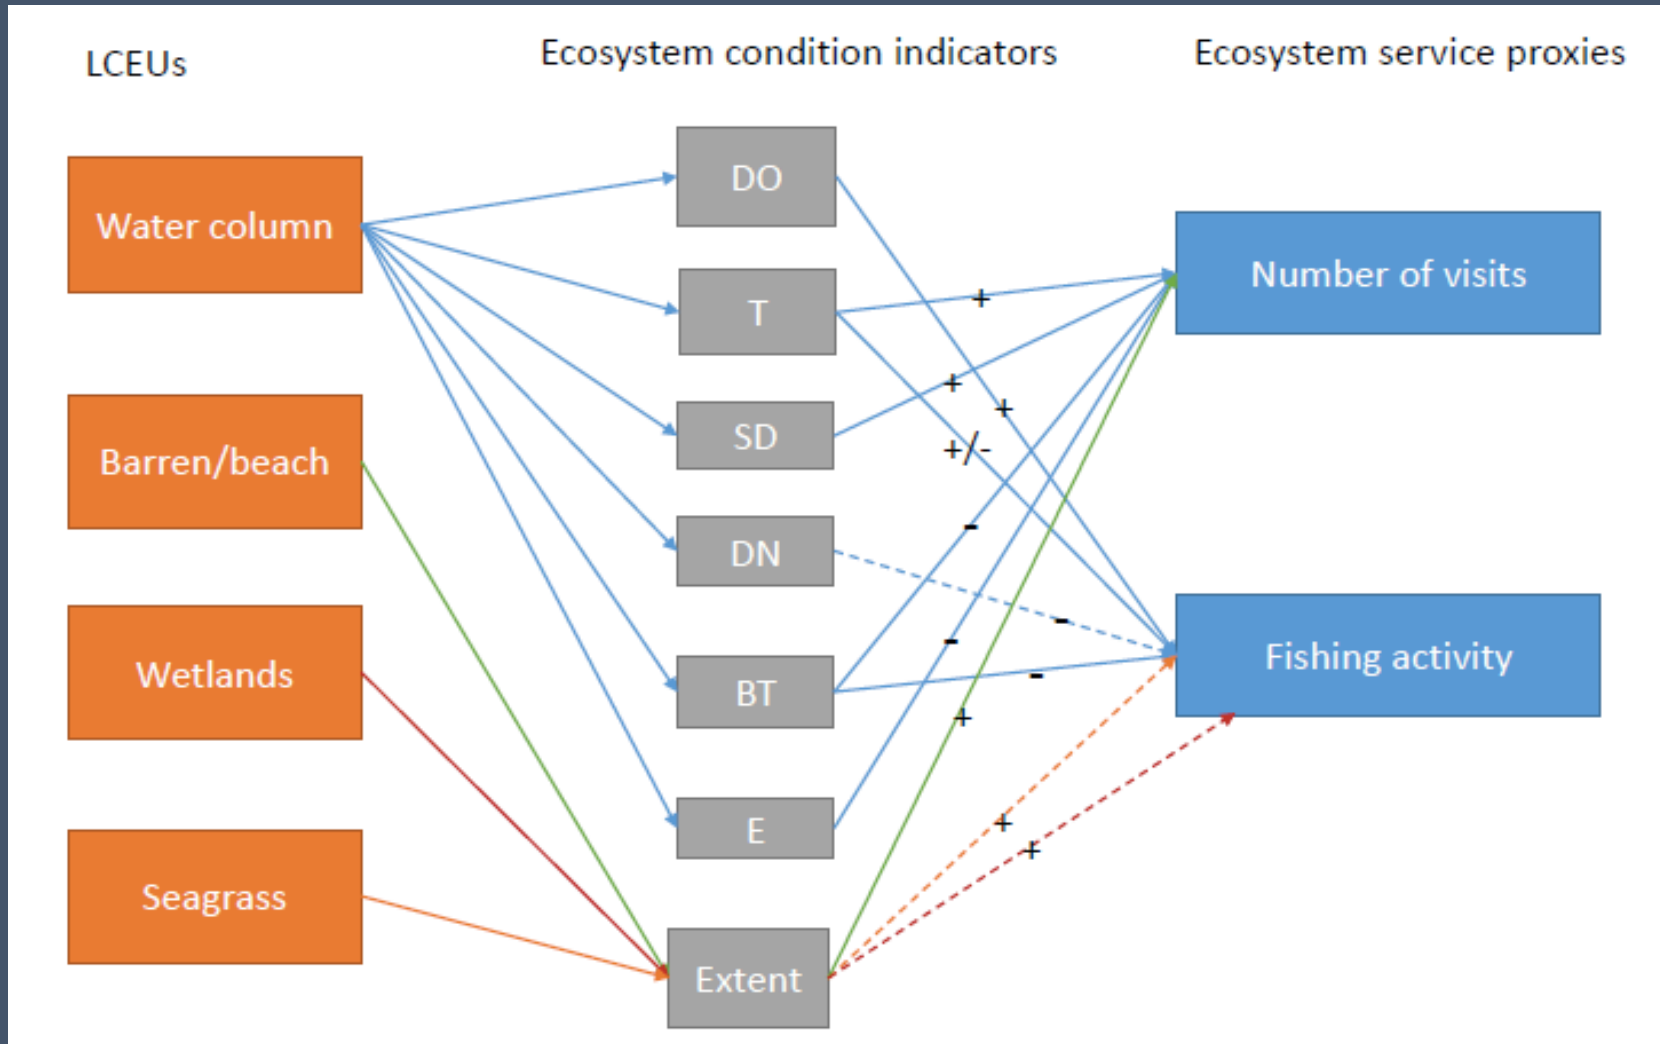 LCEUs
Ecosystem condition indicators
Ecosystem service proxies
Water column
Barren/beach
Wetlands
Seagrass
DO
T
SD
DN
BT
E
Extent
+
+
+
+/-
-
-
-
-
+
+
+
Number of visits
Fishing activity